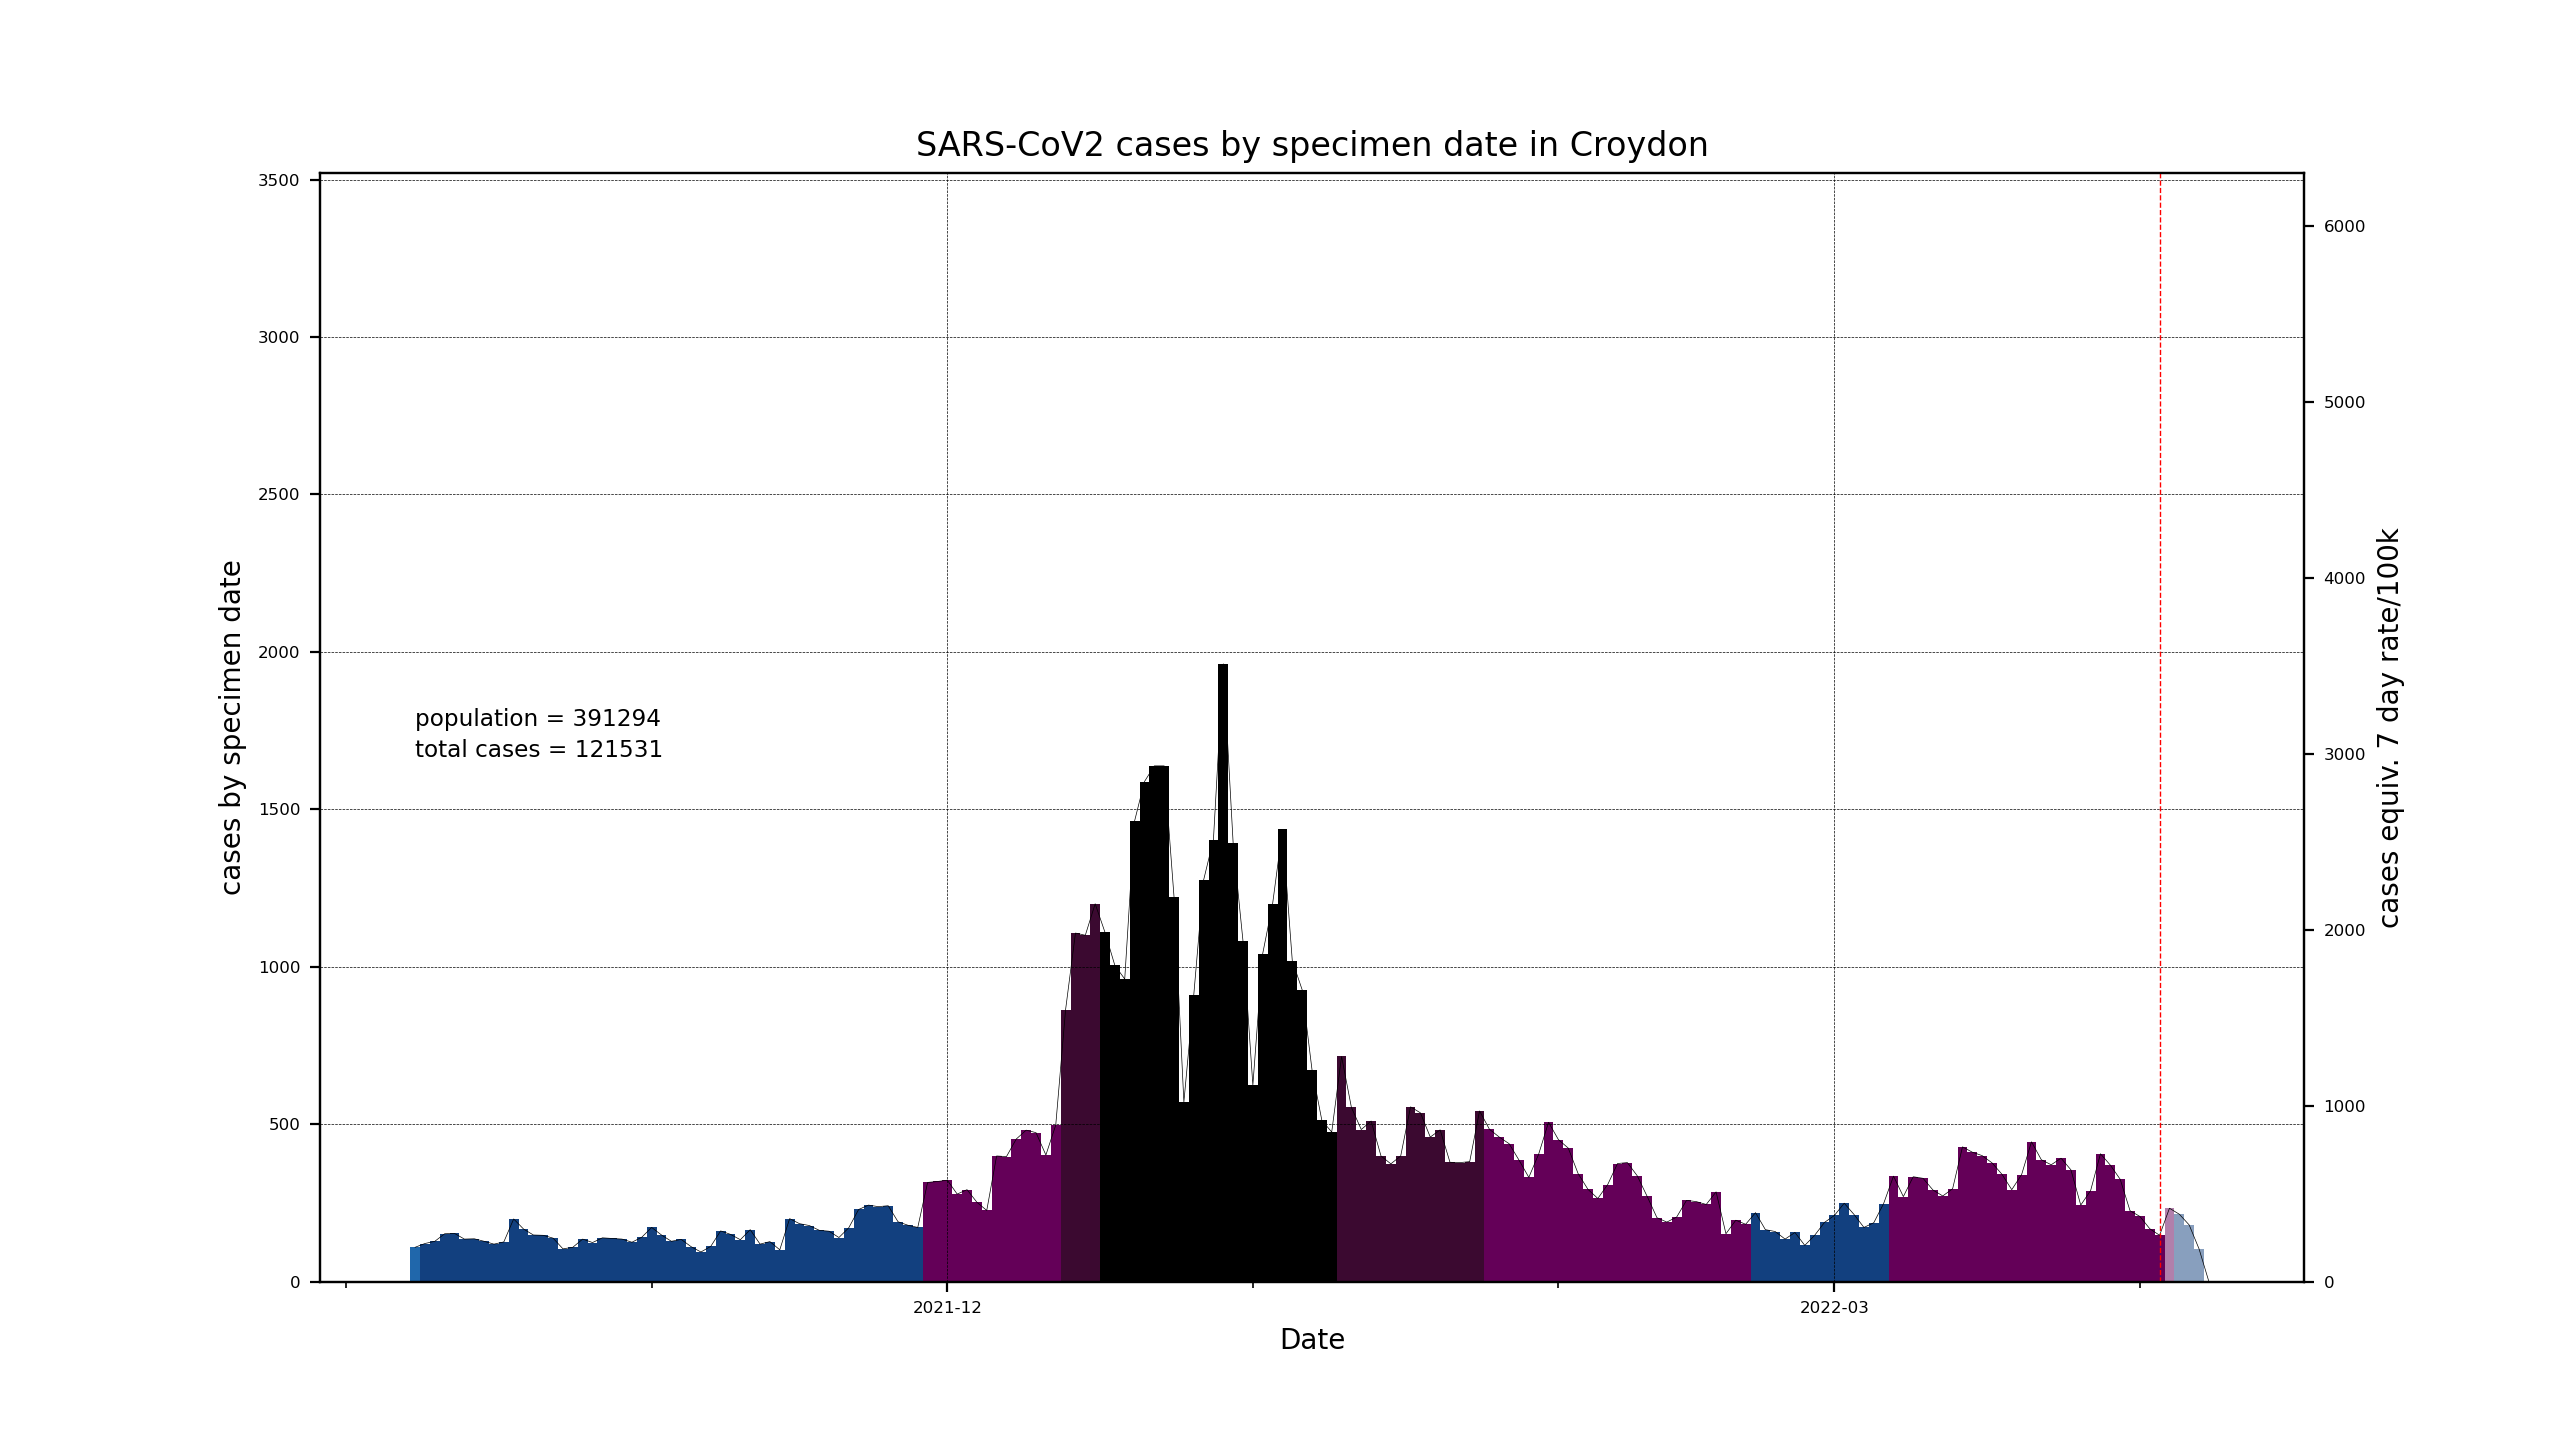 SARS-CoV2 cases by specimen date in Croydon
3500
3000
2500
2000
1500
1000
500
0
cases by specimen date
population = 391294
total cases = 121531
6000
5000
4000
3000
2000
1000
0
cases equiv. 7 day rate/100k
2021-12
2022-03
Date